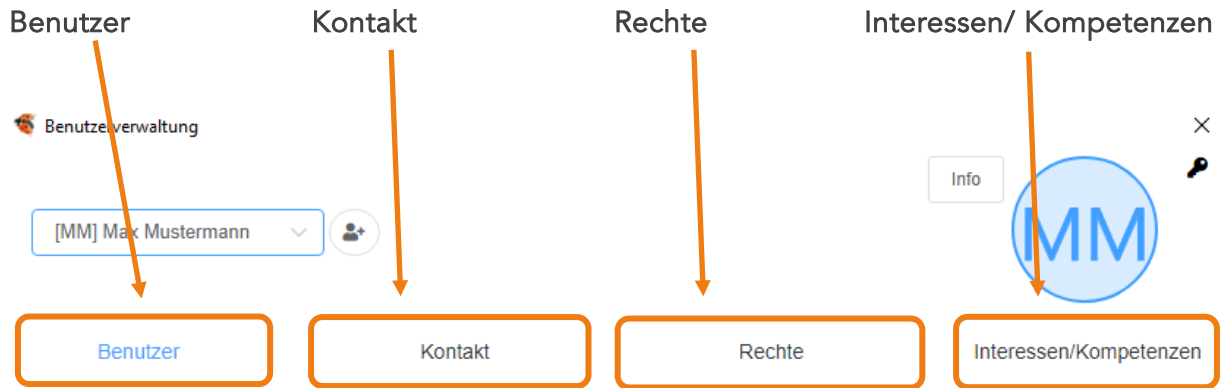 Benutzer Kontakt Rechte Interessen/ Kompetenzen
Benutzerverwaltung
Info
[MM] Max Mustermann
MM
Benutzer Kontakt Rechte Interessen/Kompetenzen